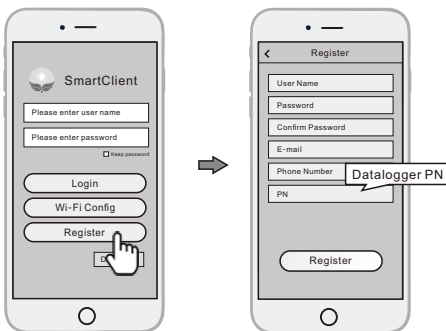 SmartClient
Please enter user name
Please enter password
Keep password
Login
Wi-Fi Config
Register
D
Register
User Name
Password
Confirm Password
E-mail
Phone Number
Datalogger PN
PN
Register